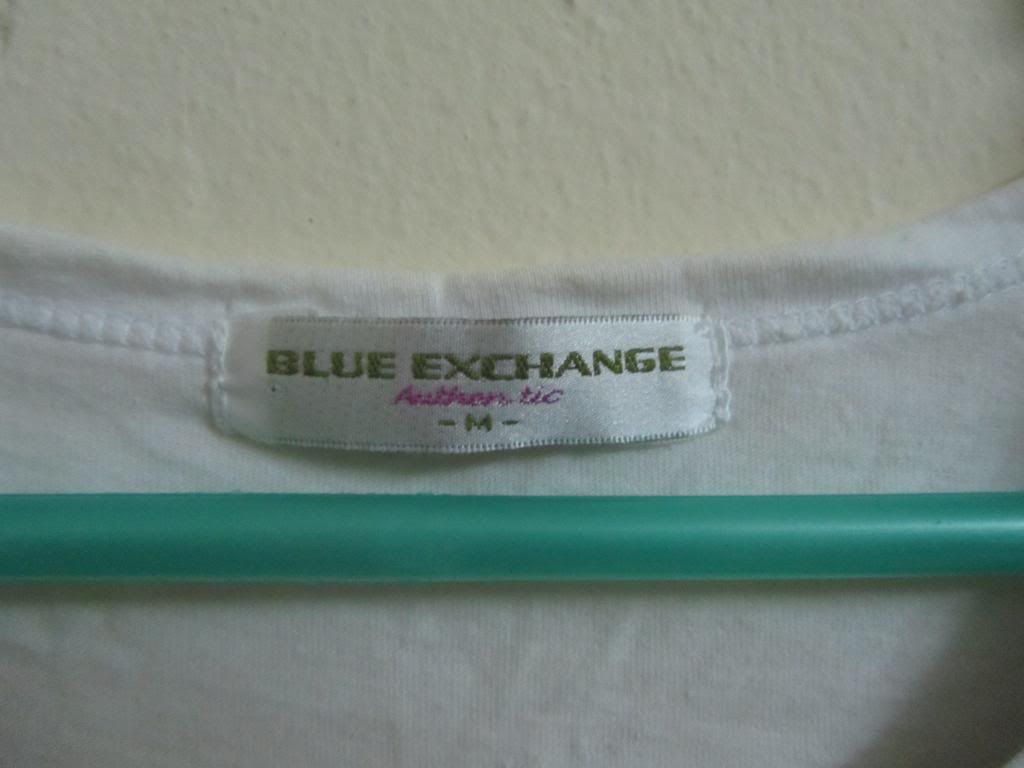 BLUE EXCHANGE
Authentic
- M -